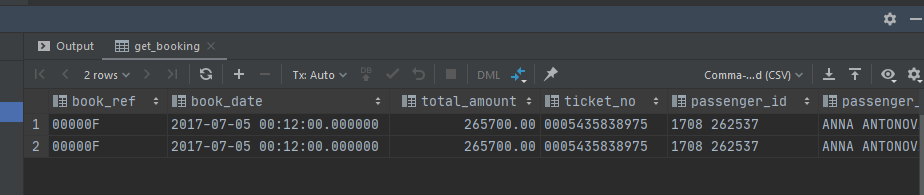 Output get_booking
2 rows Tx: Auto DB DML Comma-...d (CSV)
book_ref book_date total_amount ticket_no passenger_id passenger_
1 00000F 2017-07-05 00:12:00.000000 265700.00 0005435838975 1708 262537 ANNA ANTONOV
2 00000F 2017-07-05 00:12:00.000000 265700.00 0005435838975 1708 262537 ANNA ANTONOV